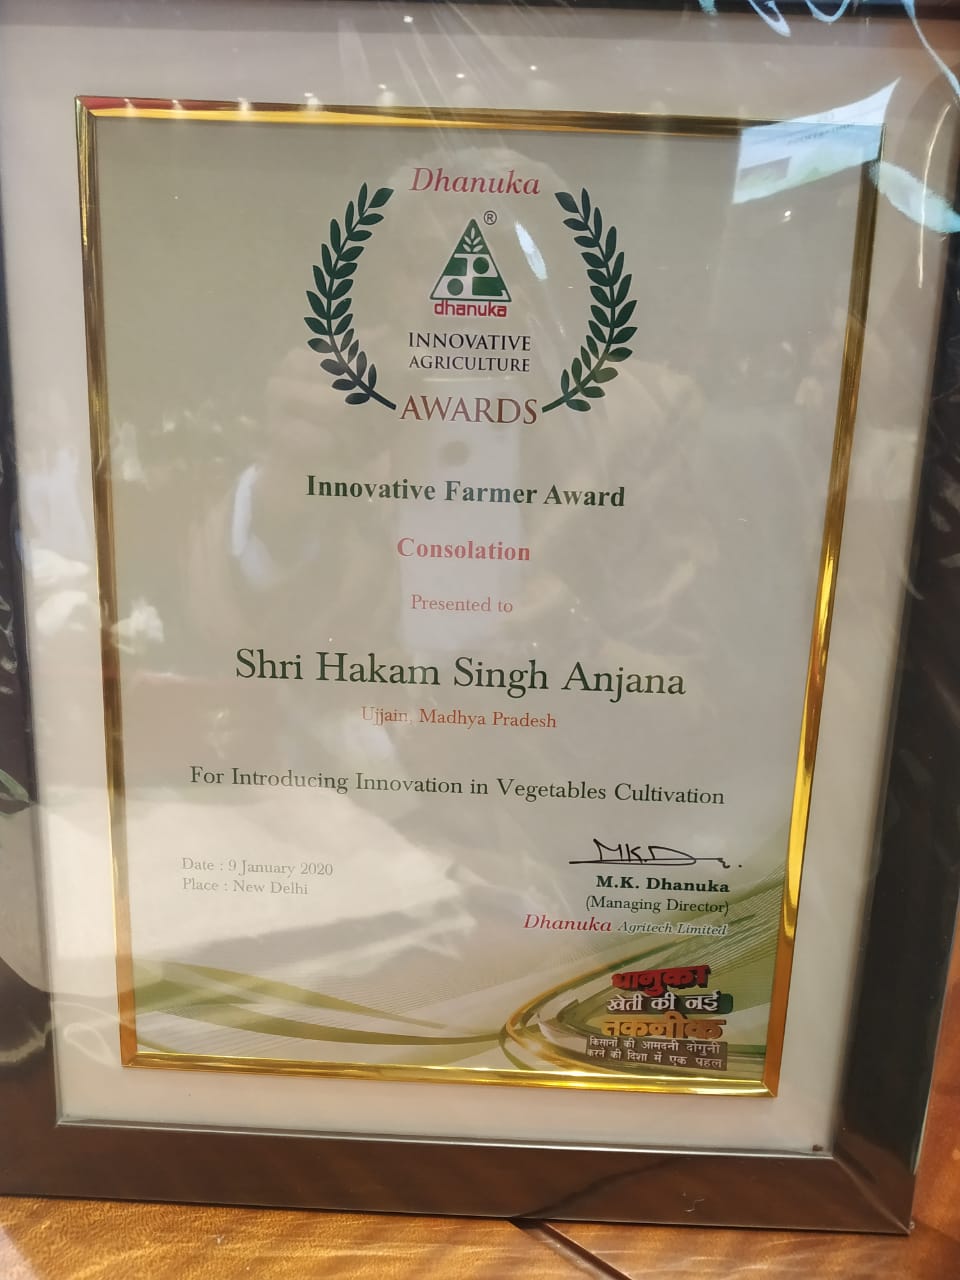 Dhanuka
®
dhanuka
INNOVATIVE
AGRICULTURE
AWARDS
Innovative Farmer Award
Consolation
Presented to
Shri Hakam Singh Anjana
Ujjain, Madhya Pradesh
For Introducing Innovation in Vegetables Cultivation
Date : 9 January 2020
Place : New Delhi
M.K.D
M.K. Dhanuka
(Managing Director)
Dhanuka Agritech Limited
धानुका
खेती की नई
तकनीक
किसानों की आमदनी दोगुनी
करने की दिशा में एक पहल